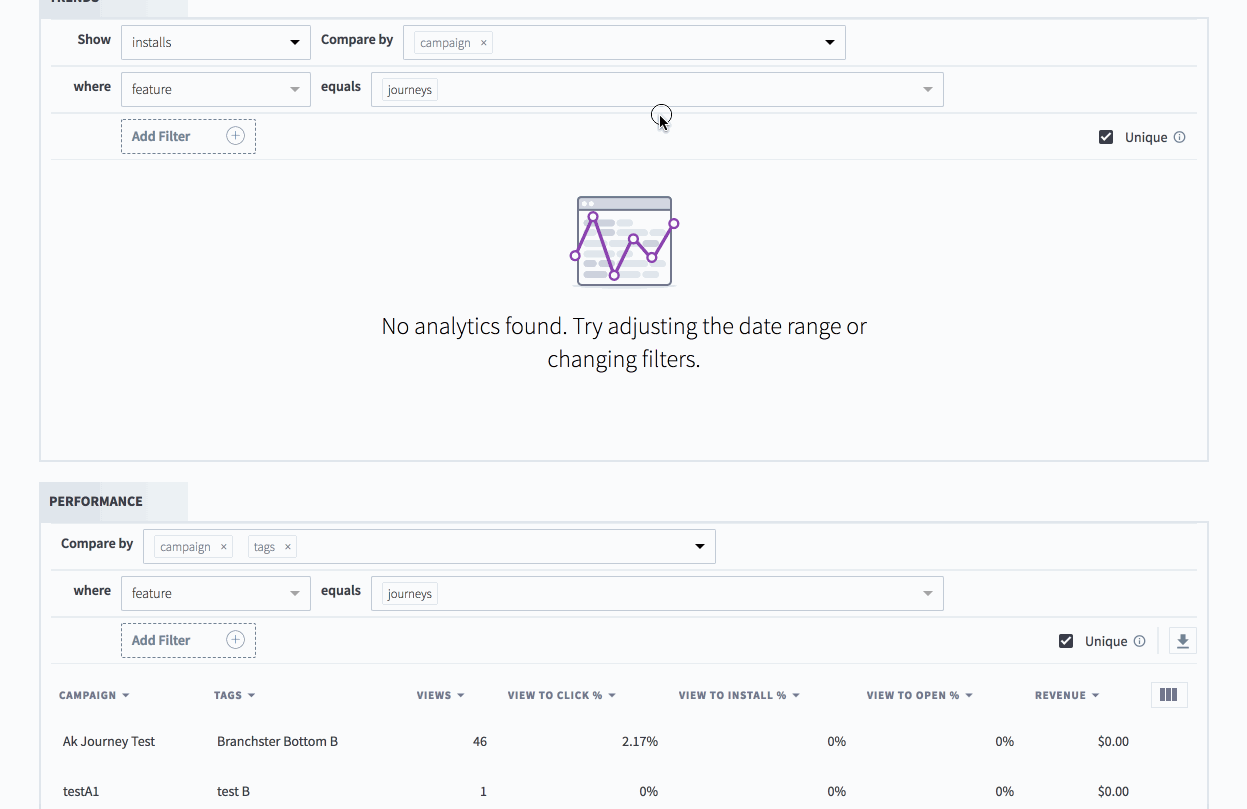 TRENDS
Show installs Compare by campaign ×
where feature equals journeys
Add Filter Unique
No analytics found. Try adjusting the date range or
changing filters.
PERFORMANCE
Compare by campaign × tags ×
where feature equals journeys
Add Filter Unique
CAMPAIGN TAGS VIEWS VIEW TO CLICK % VIEW TO INSTALL % VIEW TO OPEN % REVENUE
Ak Journey Test Branchster Bottom B 46 2.17% 0% 0% $0.00
testA1 test B 1 0% 0% 0% $0.00